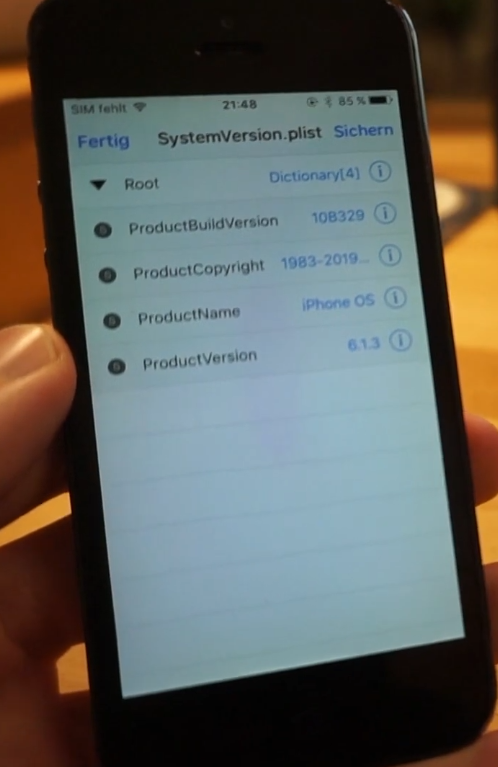 SIM fehlt 21:48 85 %
Fertig SystemVersion.plist Sichern
Root Dictionary[4]
ProductBuildVersion 10B329
ProductCopyright 1983-2019...
ProductName iPhone OS
ProductVersion 6.1.3